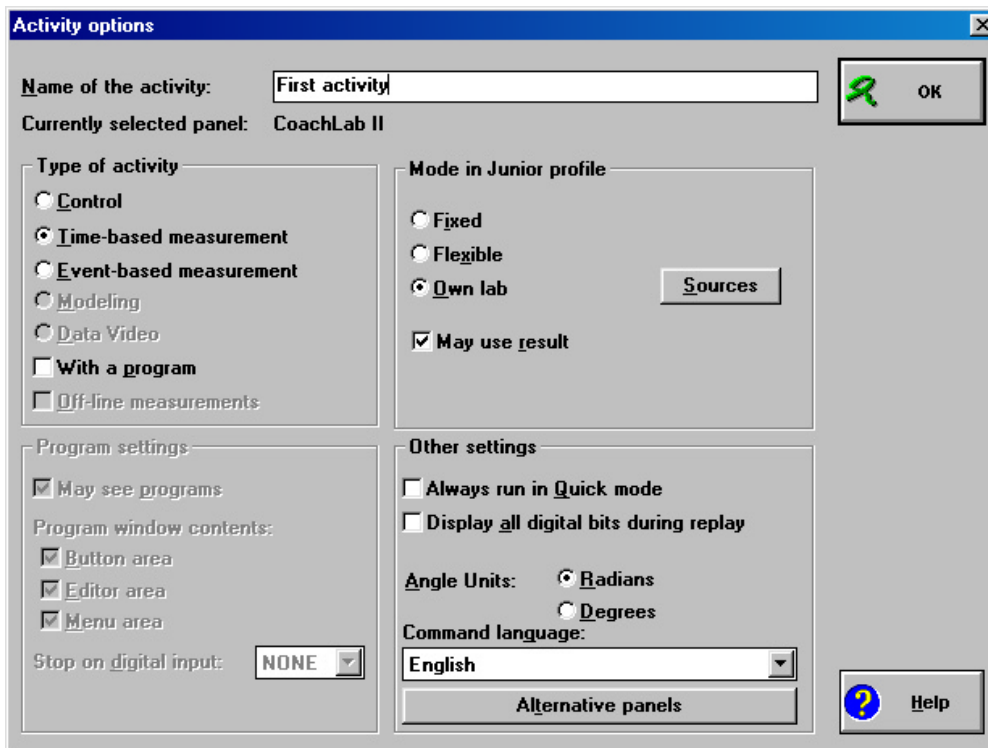 Activity options
Name of the activity: First activity
OK
Currently selected panel: CoachLab II
Type of activity
Control
Time-based measurement
Event-based measurement
Modeling
Data Video
With a program
Off-line measurements
Mode in Junior profile
Fixed
Flexible
Own lab
Sources
May use result
Program settings
May see programs
Program window contents:
Button area
Editor area
Menu area
Stop on digital input: NONE
Other settings
Always run in Quick mode
Display all digital bits during replay
Angle Units: Radians
Degrees
Command language:
English
Alternative panels
Help